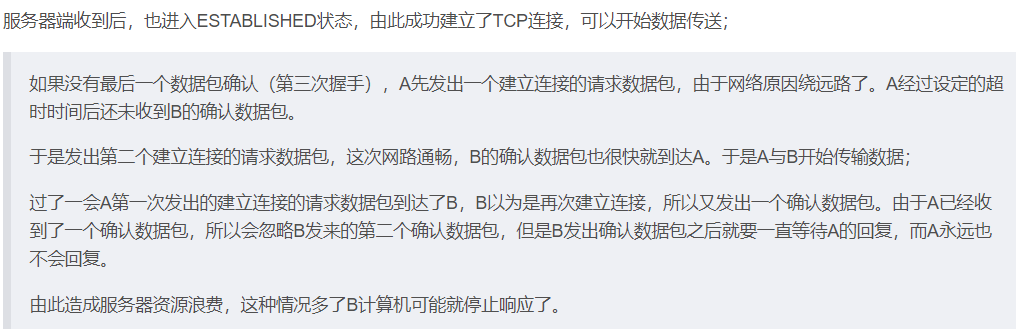 服务器端收到后，也进入ESTABLISHED状态，由此成功建立了TCP连接，可以开始数据传送；
如果没有最后一个数据包确认（第三次握手），A先发出一个建立连接的请求数据包，由于网络原因绕远路了。A经过设定的超
时时间后还未收到B的确认数据包。
于是发出第二个建立连接的请求数据包，这次网路通畅，B的确认数据包也很快就到达A。于是A与B开始传输数据；
过了一会A第一次发出的建立连接的请求数据包到达了B，B以为是再次建立连接，所以又发出一个确认数据包。由于A已经收
到了一个确认数据包，所以会忽略B发来的第二个确认数据包，但是B发出确认数据包之后就要一直等待A的回复，而A永远也
不会回复。
由此造成服务器资源浪费，这种情况多了B计算机可能就停止响应了。